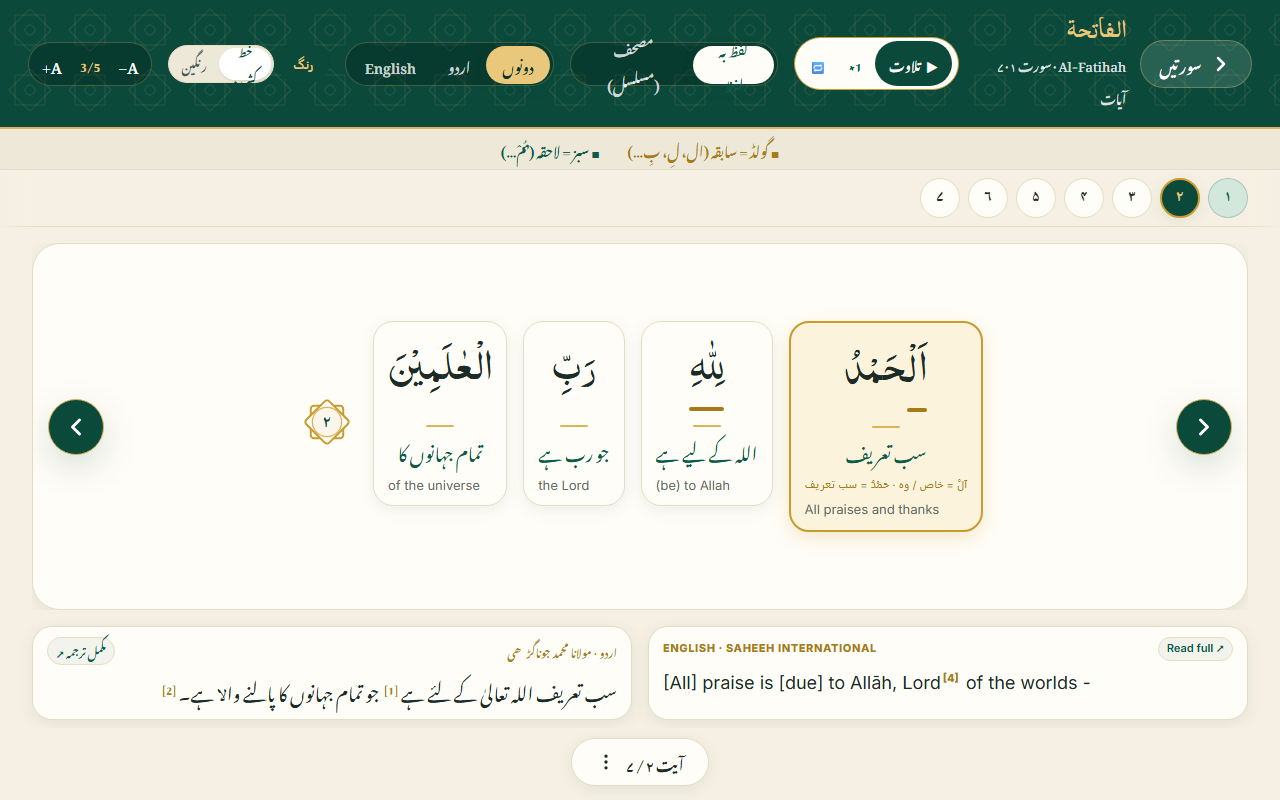 سورتیں
الفاتحة
Al-Fatihah · سورت ۱ · ۷
آیات
▶ تلاوت
×1
لفظ بہ
مصحف
(مسلسل)
دونوں
اردو
English
رنگ
خط
رنگین
A−
3/5
A+
■ گولڈ = سابقہ (ال، لِ، بِ...)
■ سبز = لاحقہ (ہُمْ...)
۱ ۲ ۳ ۴ ۵ ۶ ۷
اَلْحَمْدُ
سب تعریف
اَلْ = خاص / وہ · حَمْدُ = سب تعریف
All praises and thanks
لِلّٰهِ
اللہ کے لیے ہے
(be) to Allah
رَبِّ
جو رب ہے
the Lord
الْعٰلَمِیْنَ
تمام جہانوں کا
of the universe
۲
ENGLISH · SAHEEH INTERNATIONAL
Read full ↗
[All] praise is [due] to Allāh, Lord[4] of the worlds -
اردو · مولانا محمد جوناگڑھی
مکمل ترجمہ ↗
سب تعریف اللہ تعالیٰ کے لئے ہے [1] جو تمام جہانوں کا پالنے والا ہے۔ [2]
آیت ۲ / ۷